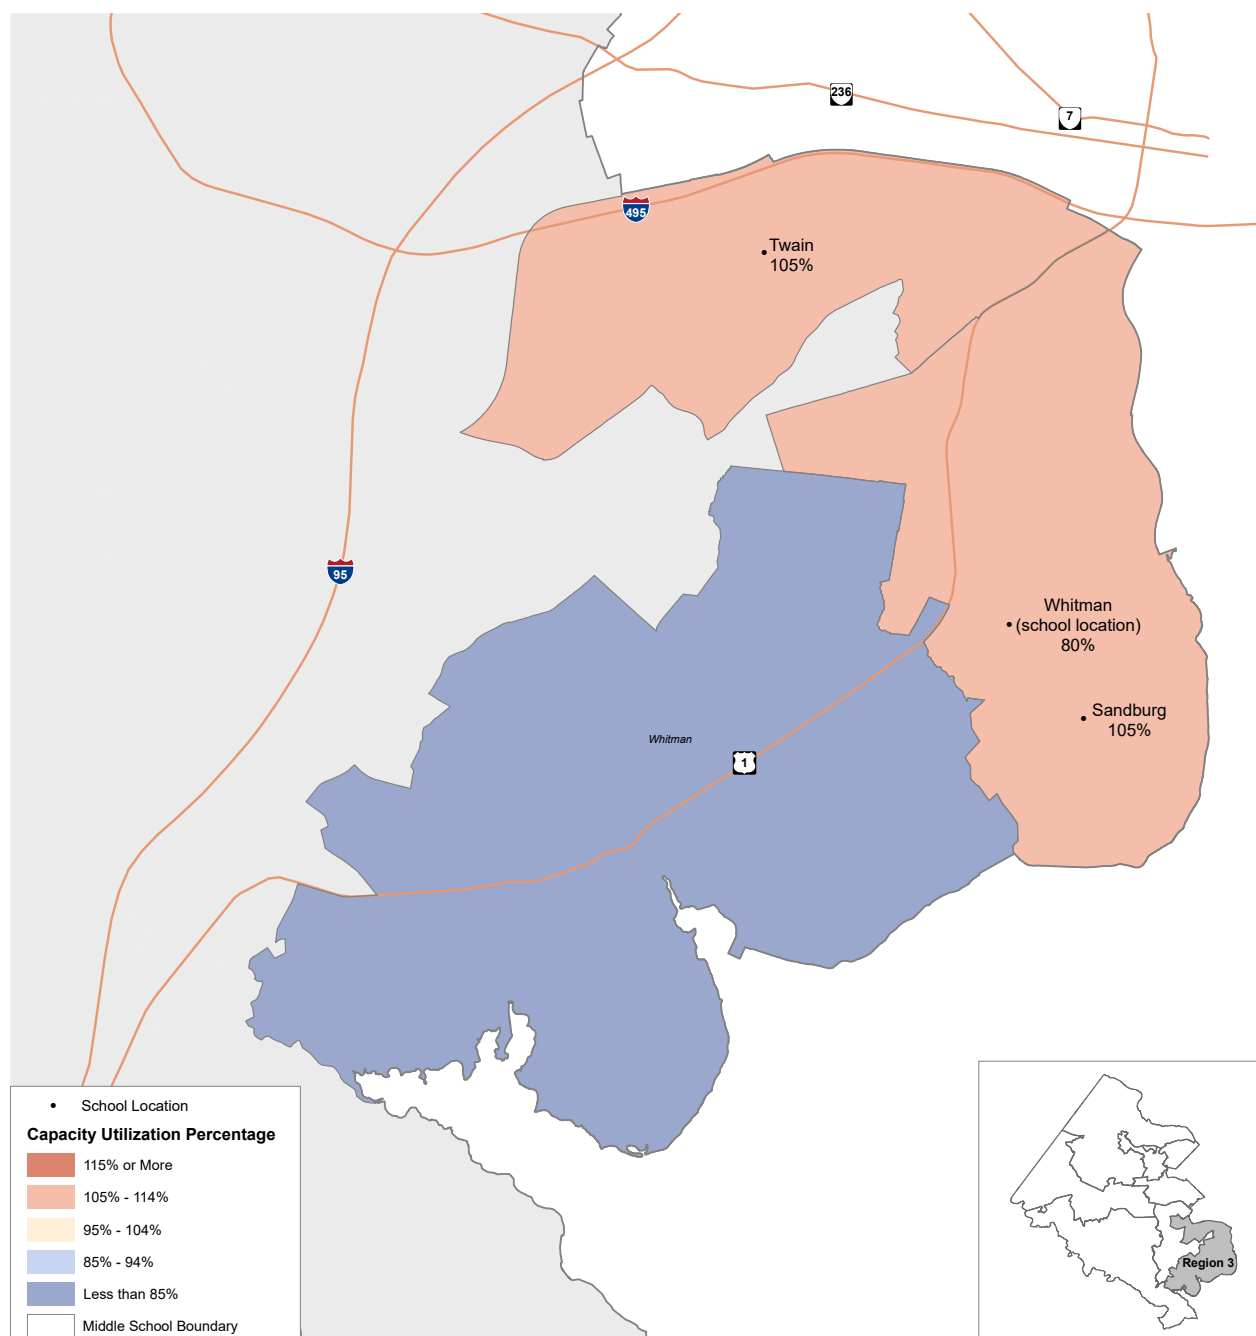 236
7
495
Twain
105%
95
Whitman
(school location)
80%
Sandburg
105%
Whitman
1
School Location
Capacity Utilization Percentage
115% or More
105% - 114%
95% - 104%
85% - 94%
Less than 85%
Middle School Boundary
Region 3